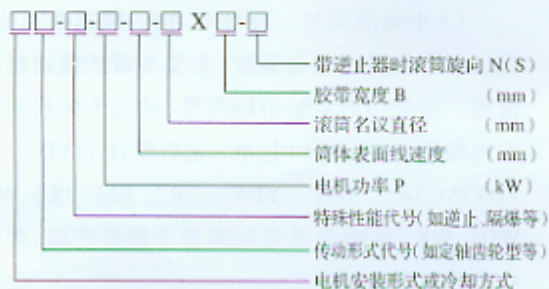 □□-□-□-□-□ X □-□
带逆止器时滚筒旋向 N(S)
胶带宽度 B (mm)
滚筒名议直径 (mm)
筒体表面线速度 (mm)
电机功率 P (kW)
特殊性能代号(如逆止.隔爆等)
传动形式代号(如定轴齿轮型等)
电机安装形式或冷却方式